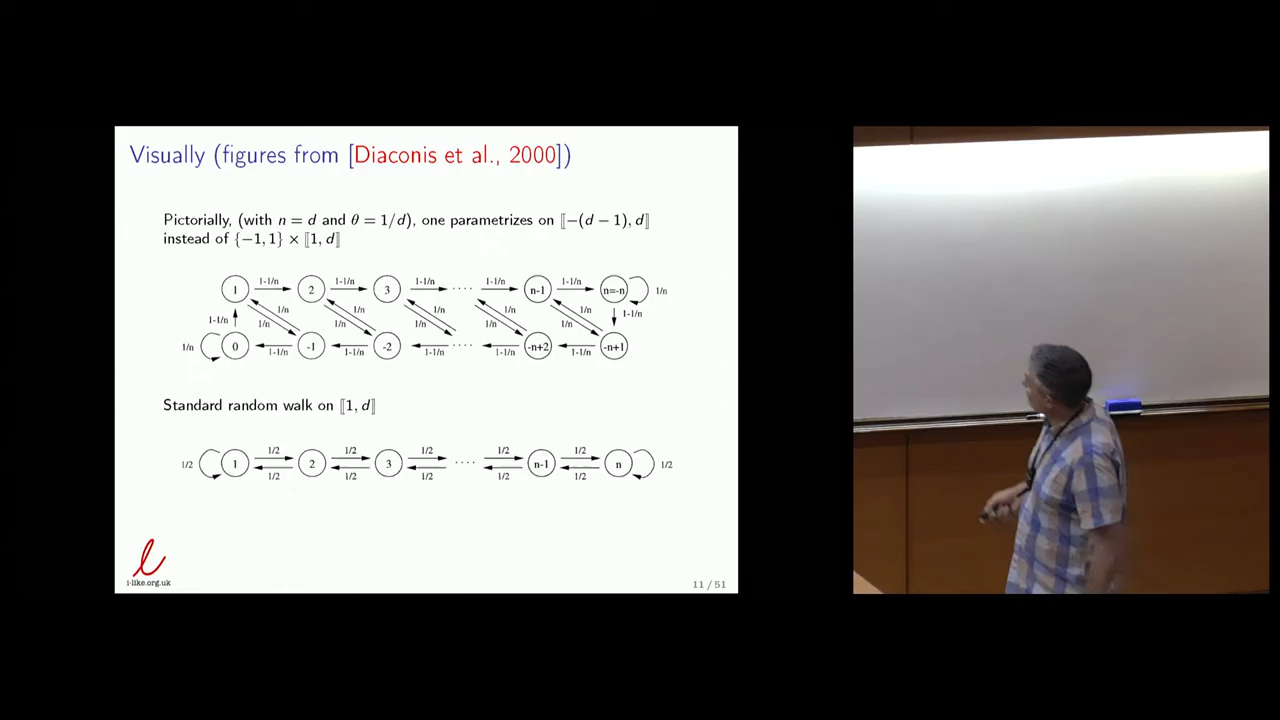 Visually (figures from [Diaconis et al., 2000])
Pictorially, (with n = d and θ = 1/d), one parametrizes on ⟦−(d − 1), d⟧
instead of {−1, 1} × ⟦1, d⟧
1-1/n 1-1/n 1-1/n 1-1/n 1-1/n
1 2 3 .... n-1 n=-n 1/n
1/n 1/n 1/n 1/n 1/n
1-1/n 1/n 1/n 1/n 1/n 1/n 1-1/n
1/n 0 -1 -2 .... -n+2 -n+1
1-1/n 1-1/n 1-1/n 1-1/n 1-1/n
Standard random walk on ⟦1, d⟧
1/2 1/2 1/2 1/2 1/2
1/2 1 2 3 .... n-1 n 1/2
1/2 1/2 1/2 1/2 1/2
i-like.org.uk
11 / 51